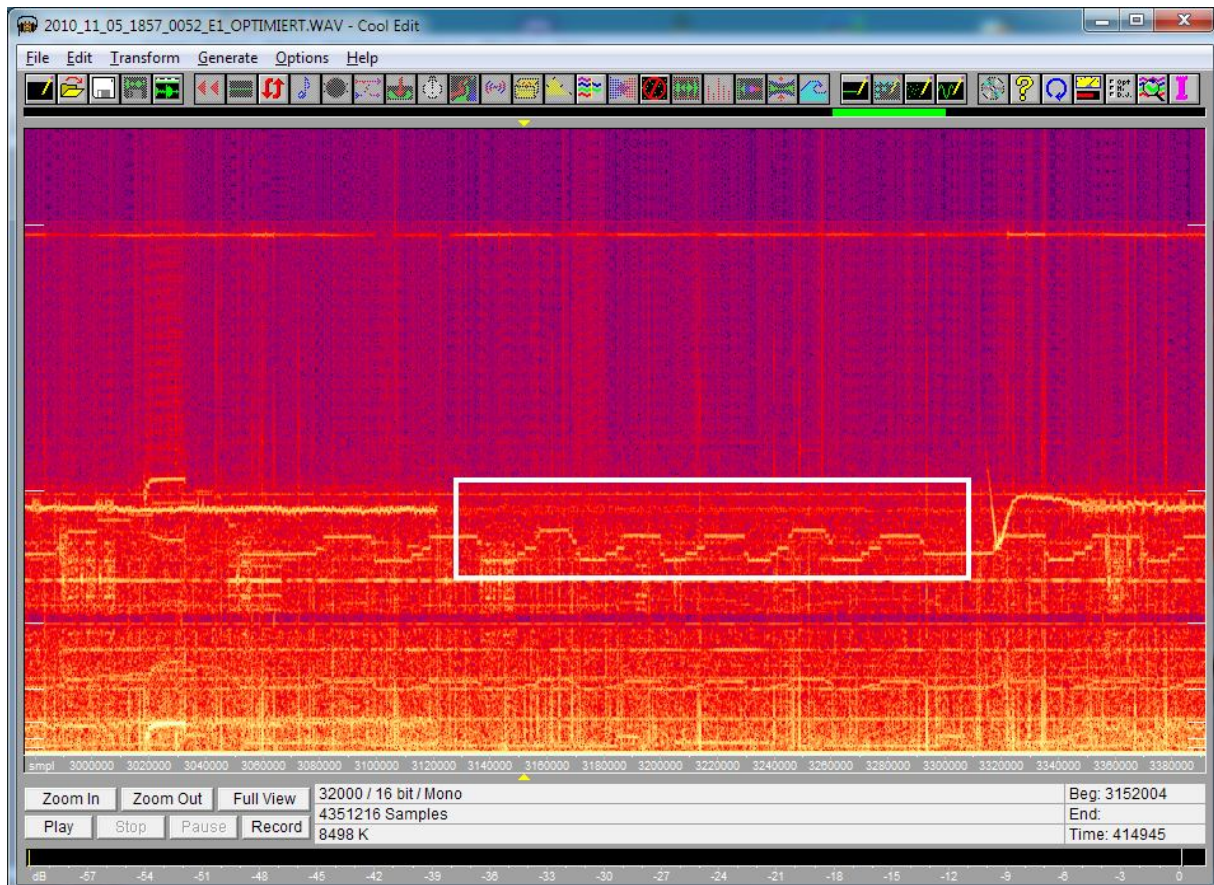 2010_11_05_1857_0052_E1_OPTIMIERT.WAV - Cool Edit
File Edit Transform Generate Options Help
smpl 3000000 3020000 3040000 3060000 3080000 3100000 3120000 3140000 3160000 3180000 3200000 3220000 3240000 3260000 3280000 3300000 3320000 3340000 3360000 3380000
Zoom In Zoom Out Full View 32000 / 16 bit / Mono Beg: 3152004
4351216 Samples End:
Play Stop Pause Record 8498 K Time: 414945
dB -57 -54 -51 -48 -45 -42 -39 -36 -33 -30 -27 -24 -21 -18 -15 -12 -9 -6 -3 0